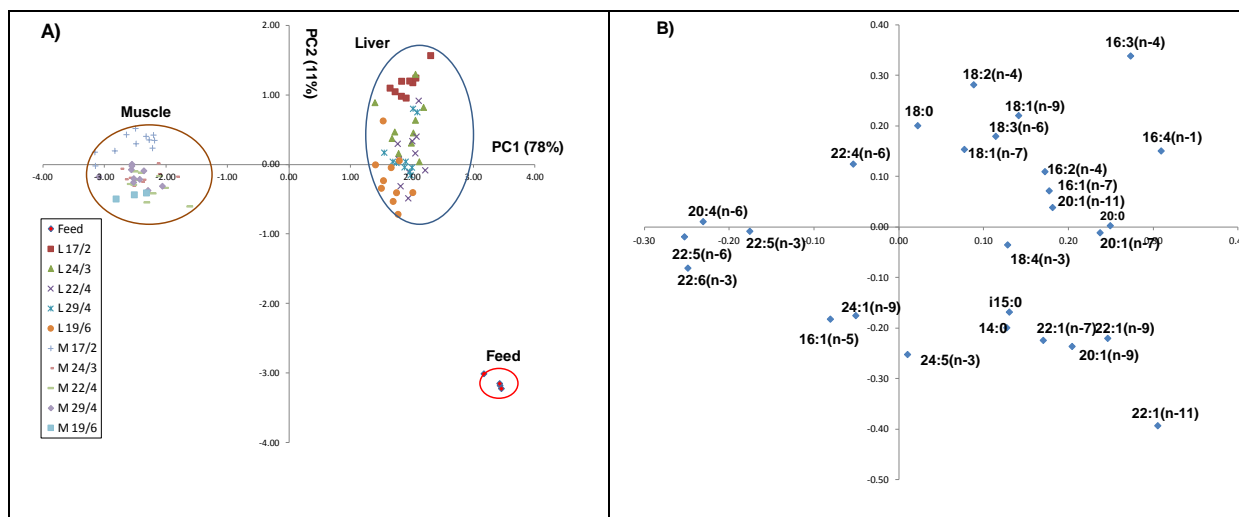 A)
2.00
1.00
0.00
-1.00
-2.00
-3.00
-4.00
-4.00 -3.00 -2.00 -1.00 0.00 1.00 2.00 3.00 4.00
PC2 (11%)
PC1 (78%)
Liver
Muscle
Feed
Feed
L 17/2
L 24/3
L 22/4
L 29/4
L 19/6
M 17/2
M 24/3
M 22/4
M 29/4
M 19/6
B)
0.40
0.30
0.20
0.10
0.00
-0.10
-0.20
-0.30
-0.40
-0.50
-0.30 -0.20 -0.10 0.00 0.10 0.20 0.30 0.4
16:3(n-4)
18:2(n-4)
18:0
18:1(n-9)
18:3(n-6)
18:1(n-7)
16:4(n-1)
22:4(n-6)
16:2(n-4)
16:1(n-7)
20:1(n-11)
20:4(n-6)
20:0
22:5(n-3)
20:1(n-7)
22:5(n-6)
18:4(n-3)
22:6(n-3)
i15:0
24:1(n-9)
16:1(n-5)
14:0
22:1(n-7)
22:1(n-9)
20:1(n-9)
24:5(n-3)
22:1(n-11)